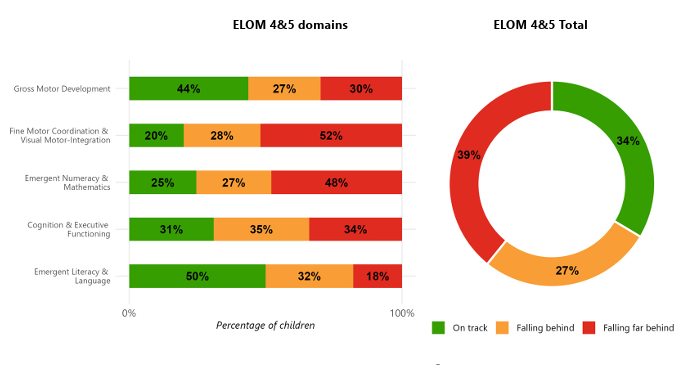 ELOM 4&5 domains
Gross Motor Development
44%
27%
30%
Fine Motor Coordination &
Visual Motor-Integration
20%
28%
52%
Emergent Numeracy &
Mathematics
25%
27%
48%
Cognition & Executive
Functioning
31%
35%
34%
Emergent Literacy &
Language
50%
32%
18%
0%
100%
Percentage of children
ELOM 4&5 Total
34%
39%
27%
On track
Falling behind
Falling far behind